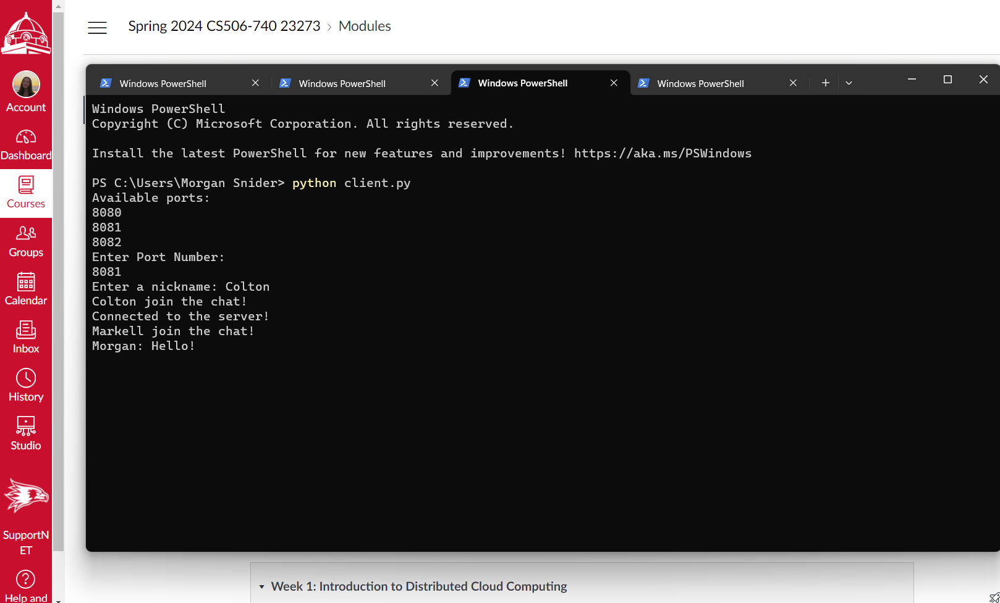 Spring 2024 CS506-740 23273 › Modules
Account
Dashboard
Courses
Groups
Calendar
Inbox
History
Studio
SupportN
ET
Help and
Windows PowerShell
Windows PowerShell
Windows PowerShell
Windows PowerShell
Windows PowerShell
Copyright (C) Microsoft Corporation. All rights reserved.
Install the latest PowerShell for new features and improvements! https://aka.ms/PSWindows
PS C:\Users\Morgan Snider> python client.py
Available ports:
8080
8081
8082
Enter Port Number:
8081
Enter a nickname: Colton
Colton join the chat!
Connected to the server!
Markell join the chat!
Morgan: Hello!
Week 1: Introduction to Distributed Cloud Computing